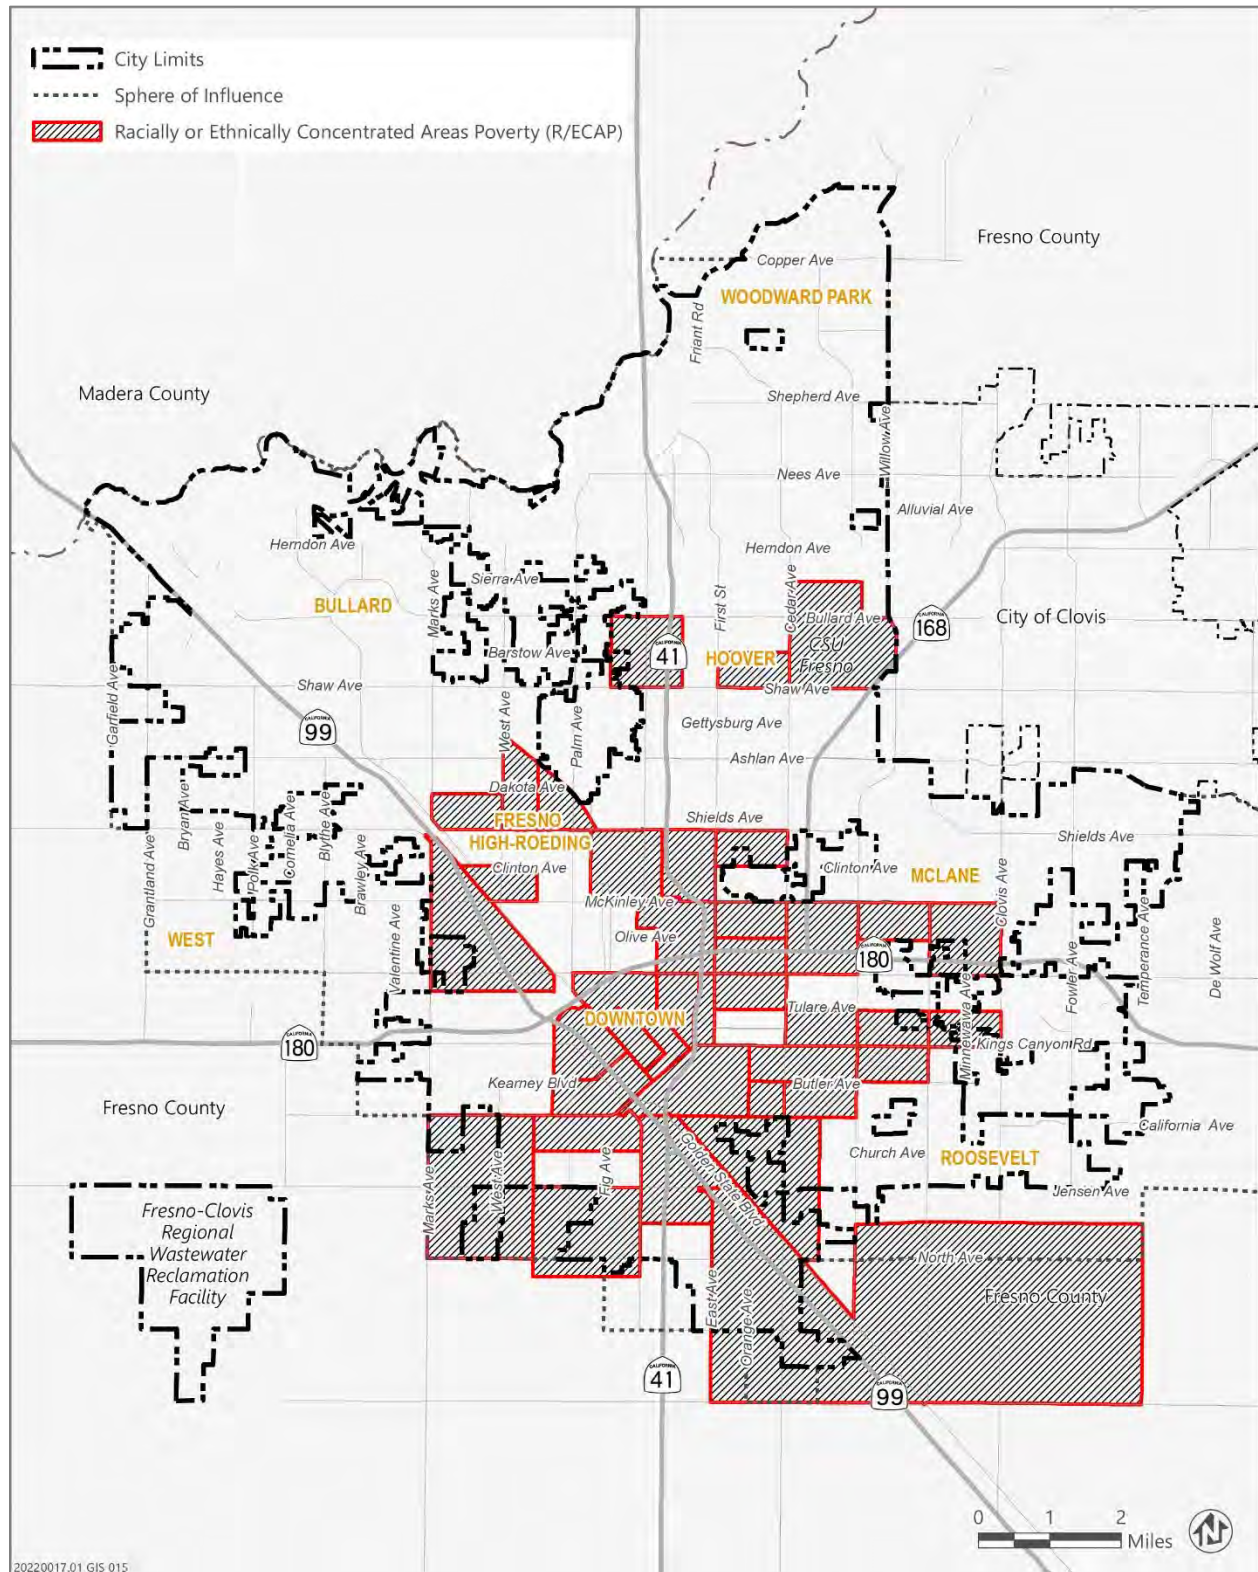 City Limits
Sphere of Influence
Racially or Ethnically Concentrated Areas Poverty (R/ECAP)
Fresno County
Copper Ave
WOODWARD PARK
Friant Rd
Madera County
Shepherd Ave
Willow Ave
Nees Ave
Alluvial Ave
Herndon Ave
Herndon Ave
Sierra Ave
Marks Ave
BULLARD
Cedar Ave
First St
Bullard Ave
CALIFORNIA
168
City of Clovis
CALIFORNIA
41
Barstow Ave
HOOVER
CSU
Fresno
Shaw Ave
Shaw Ave
Garfield Ave
CALIFORNIA
99
West Ave
Palm Ave
Gettysburg Ave
Ashlan Ave
Dakota Ave
FRESNO
HIGH-ROEDING
Shields Ave
Shields Ave
Bryan Ave
Cornelia Ave
Blythe Ave
Grantland Ave
Hayes Ave
Polk Ave
Brawley Ave
Clinton Ave
Clinton Ave
MCLANE
Clovis Ave
McKinley Ave
WEST
Valentine Ave
Olive Ave
CALIFORNIA
180
Fowler Ave
Temperance Ave
De Wolf Ave
Minnewawa Ave
Tulare Ave
DOWNTOWN
CALIFORNIA
180
Kings Canyon Rd
Kearney Blvd
Butler Ave
Fresno County
California Ave
Golden State Blvd
Church Ave
ROOSEVELT
Marks Ave
West Ave
Fig Ave
Jensen Ave
Fresno-Clovis
Regional
Wastewater
Reclamation
Facility
North Ave
East Ave
Orange Ave
Fresno County
CALIFORNIA
41
CALIFORNIA
99
0 1 2
Miles
N
20220017.01 GIS 015